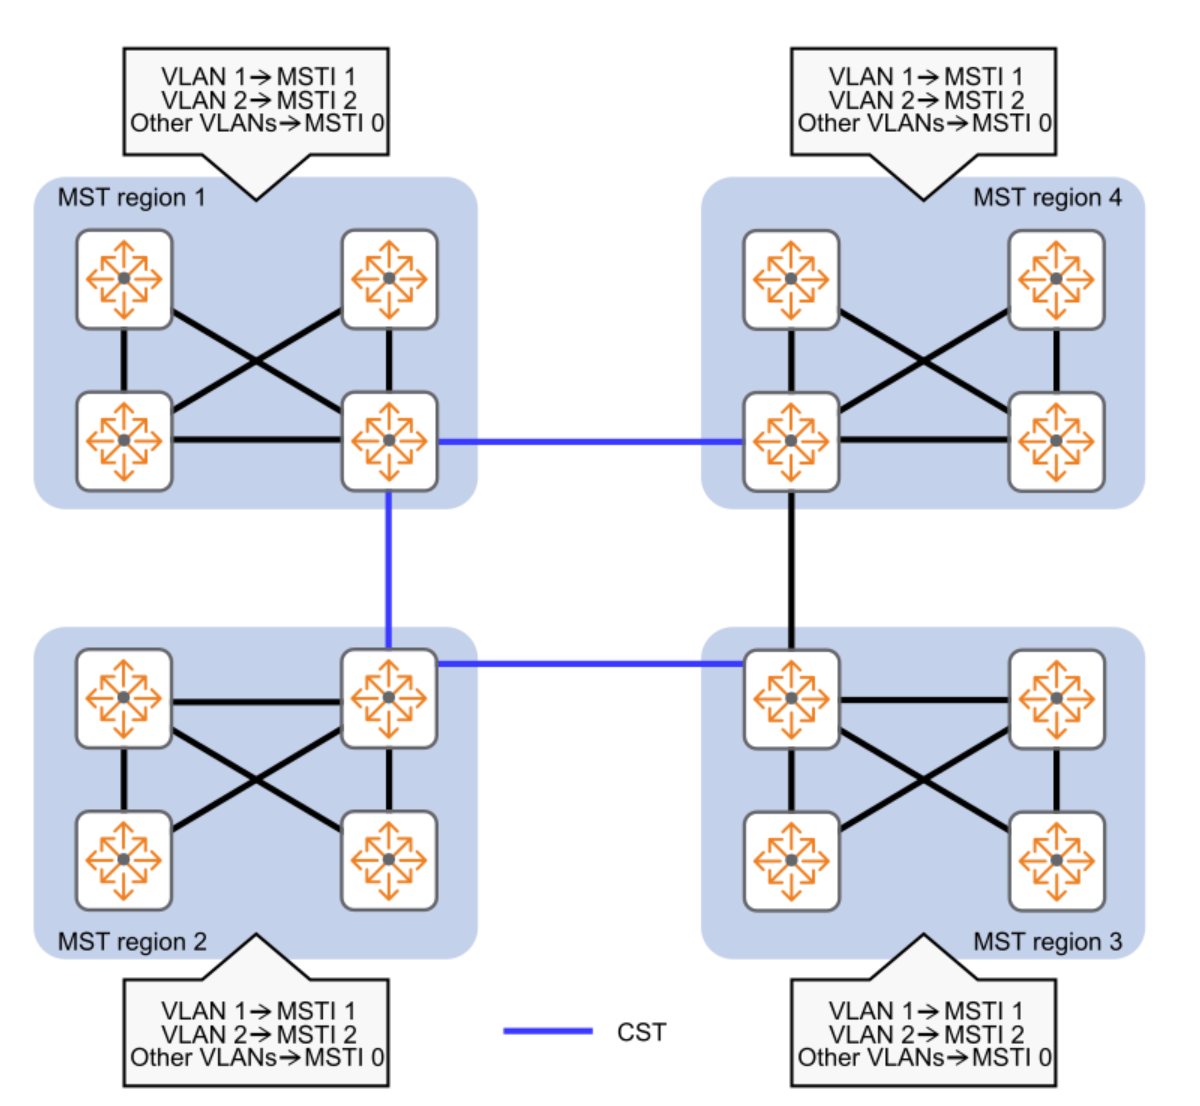 VLAN 1→MSTI 1
VLAN 2→MSTI 2
Other VLANs→MSTI 0
VLAN 1→MSTI 1
VLAN 2→MSTI 2
Other VLANs→MSTI 0
MST region 1
MST region 4
MST region 2
MST region 3
VLAN 1→MSTI 1
VLAN 2→MSTI 2
Other VLANs→MSTI 0
CST
VLAN 1→MSTI 1
VLAN 2→MSTI 2
Other VLANs→MSTI 0